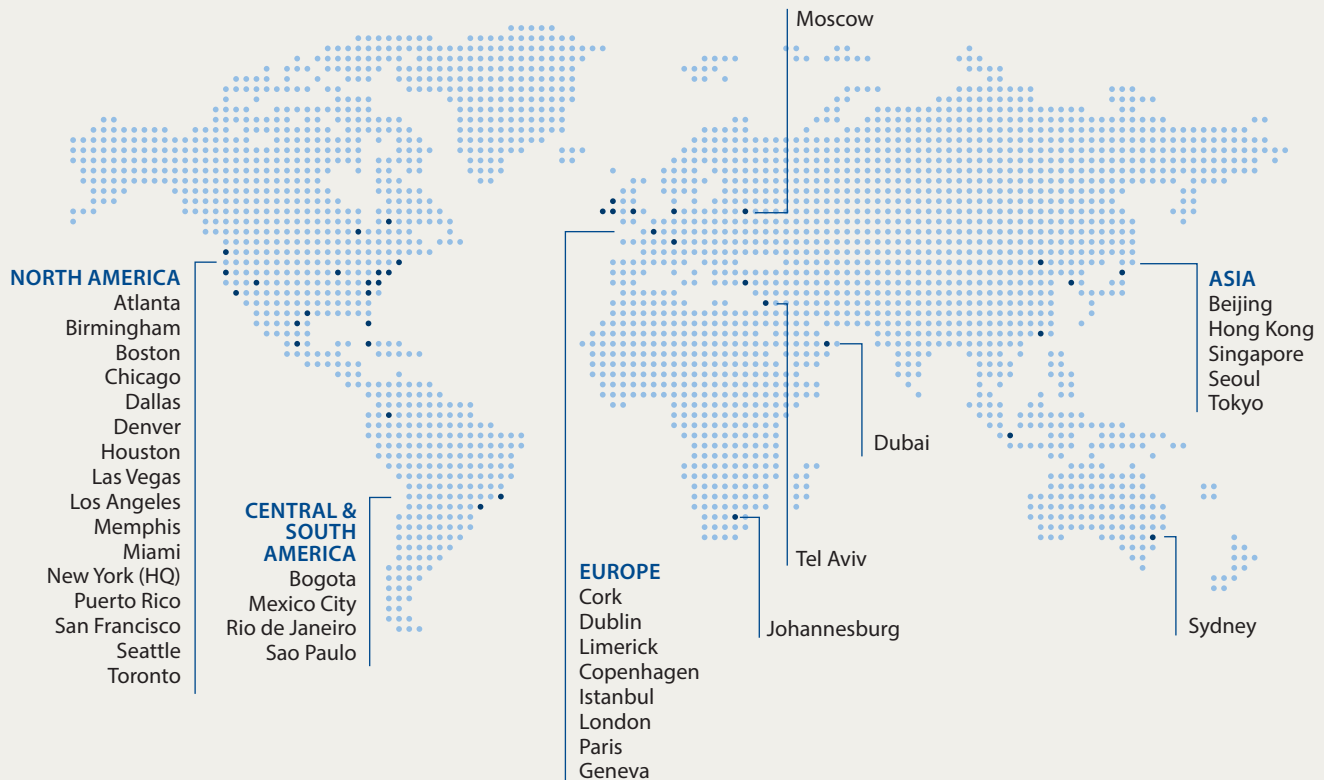 Moscow
NORTH AMERICA
Atlanta
Birmingham
Boston
Chicago
Dallas
Denver
Houston
Las Vegas
Los Angeles
Memphis
Miami
New York (HQ)
Puerto Rico
San Francisco
Seattle
Toronto
CENTRAL &
SOUTH
AMERICA
Bogota
Mexico City
Rio de Janeiro
Sao Paulo
EUROPE
Cork
Dublin
Limerick
Copenhagen
Istanbul
London
Paris
Geneva
Johannesburg
Tel Aviv
Dubai
ASIA
Beijing
Hong Kong
Singapore
Seoul
Tokyo
Sydney